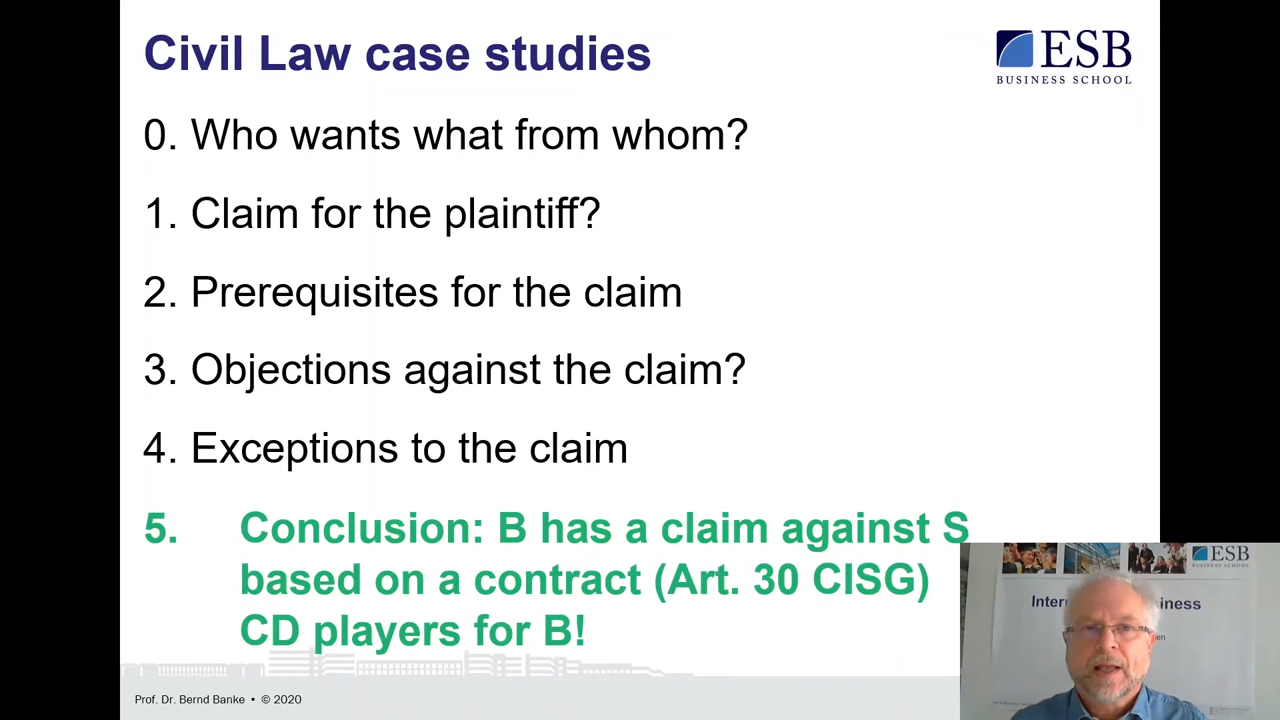 Civil Law case studies
ESB
BUSINESS SCHOOL
0. Who wants what from whom?
1. Claim for the plaintiff?
2. Prerequisites for the claim
3. Objections against the claim?
4. Exceptions to the claim
5. Conclusion: B has a claim against S
based on a contract (Art. 30 CISG)
CD players for B!
ESB
BUSINESS SCHOOL
Prof. Dr. Bernd Banke • © 2020